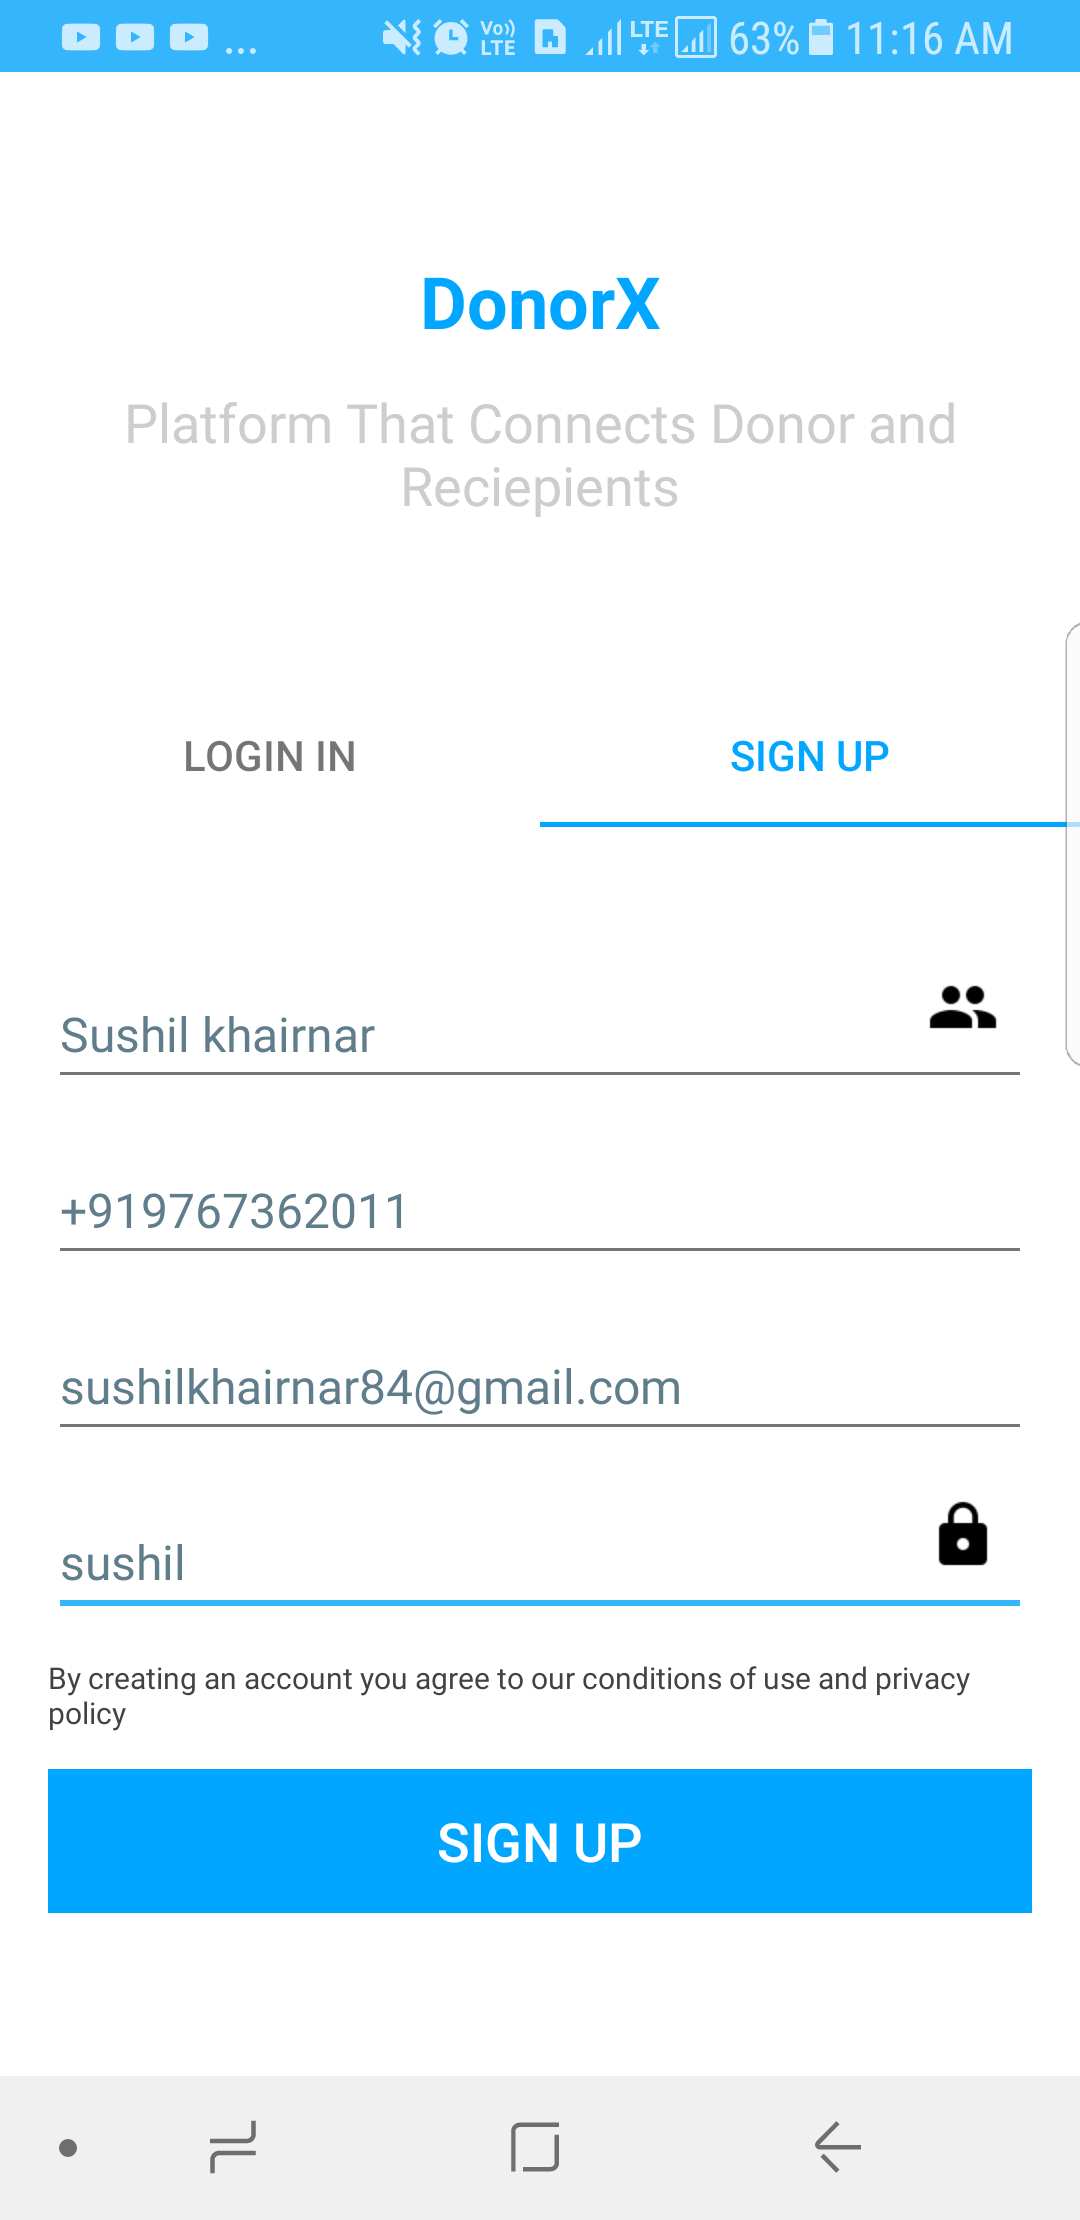 ... Vo)) LTE LTE 63% 11:16 AM
DonorX
Platform That Connects Donor and
Reciepients
LOGIN IN SIGN UP
Sushil khairnar
+919767362011
sushilkhairnar84@gmail.com
sushil
By creating an account you agree to our conditions of use and privacy
policy
SIGN UP